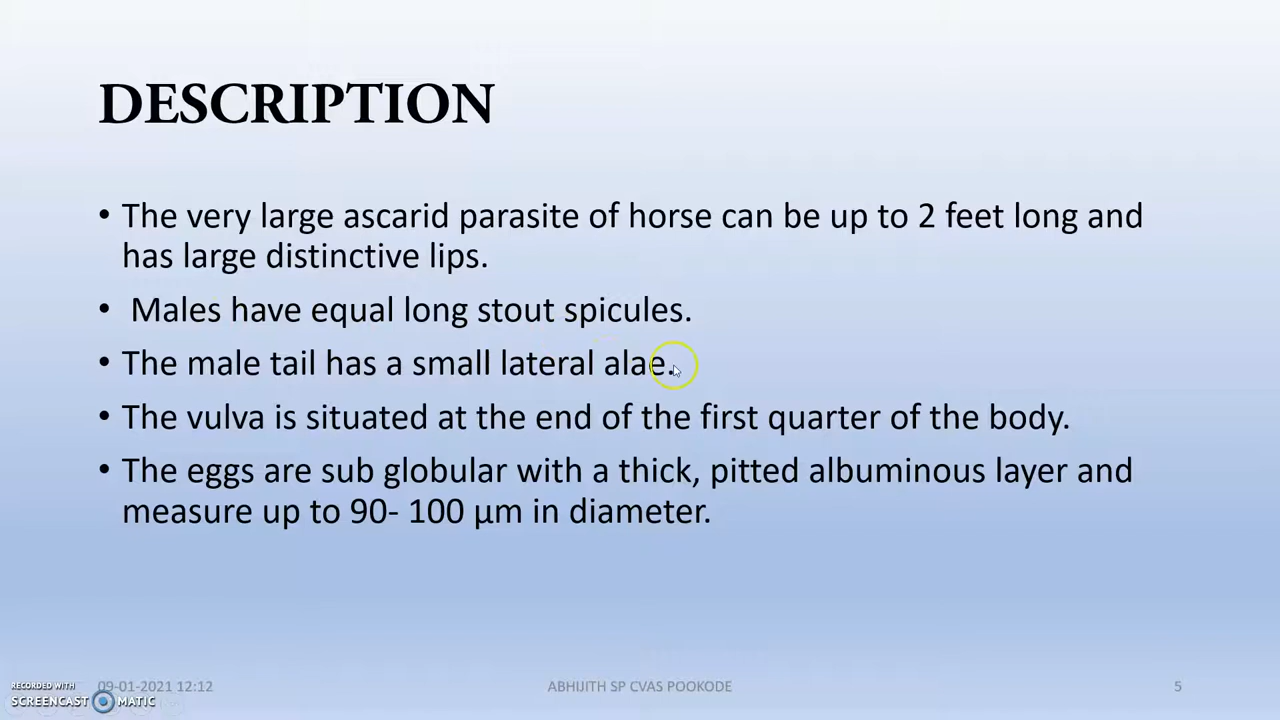 DESCRIPTION
• The very large ascarid parasite of horse can be up to 2 feet long and
has large distinctive lips.
• Males have equal long stout spicules.
• The male tail has a small lateral alae.
• The vulva is situated at the end of the first quarter of the body.
• The eggs are sub globular with a thick, pitted albuminous layer and
measure up to 90- 100 µm in diameter.
09-01-2021 12:12
ABHIJITH SP CVAS POOKODE
5
RECORDED WITH
SCREENCAST MATIC